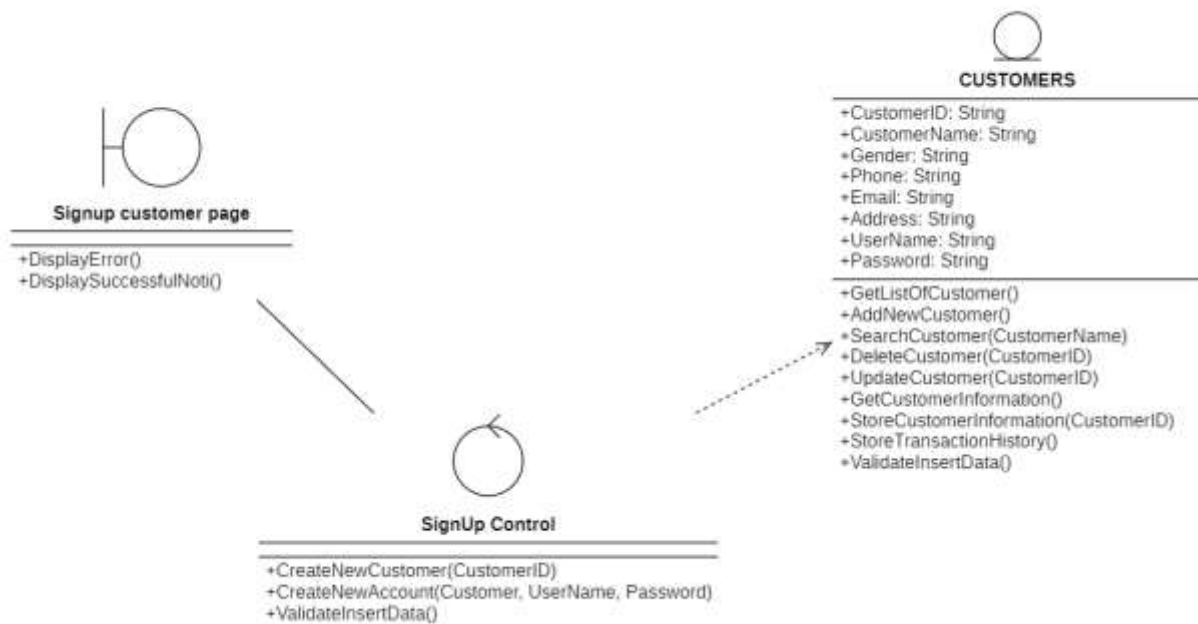 Signup customer page
+DisplayError()
+DisplaySuccessfulNoti()
SignUp Control
+CreateNewCustomer(CustomerID)
+CreateNewAccount(Customer, UserName, Password)
+ValidateInsertData()
CUSTOMERS
+CustomerID: String
+CustomerName: String
+Gender: String
+Phone: String
+Email: String
+Address: String
+UserName: String
+Password: String
+GetListOfCustomer()
+AddNewCustomer()
+SearchCustomer(CustomerName)
+DeleteCustomer(CustomerID)
+UpdateCustomer(CustomerID)
+GetCustomerInformation()
+StoreCustomerInformation(CustomerID)
+StoreTransactionHistory()
+ValidateInsertData()